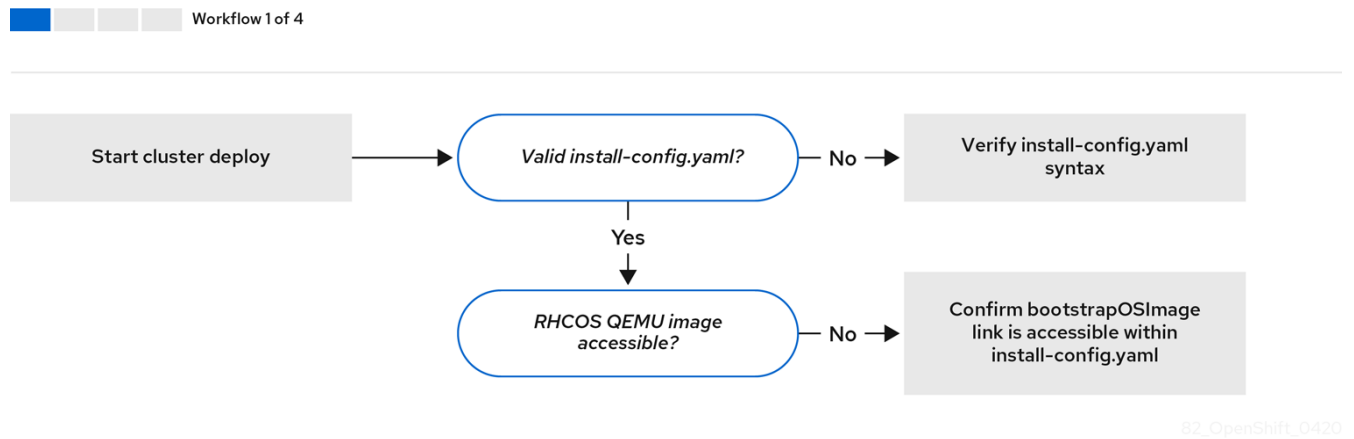 Workflow 1 of 4
Start cluster deploy
Valid install-config.yaml?
No
Verify install-config.yaml
syntax
Yes
RHCOS QEMU image
accessible?
No
Confirm bootstrapOSImage
link is accessible within
install-config.yaml
82_OpenShift_0420